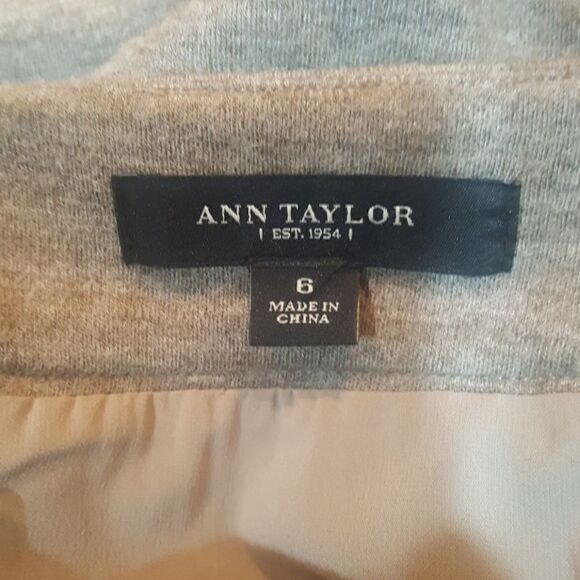 ANN TAYLOR
| EST. 1954 |
6
MADE IN
CHINA